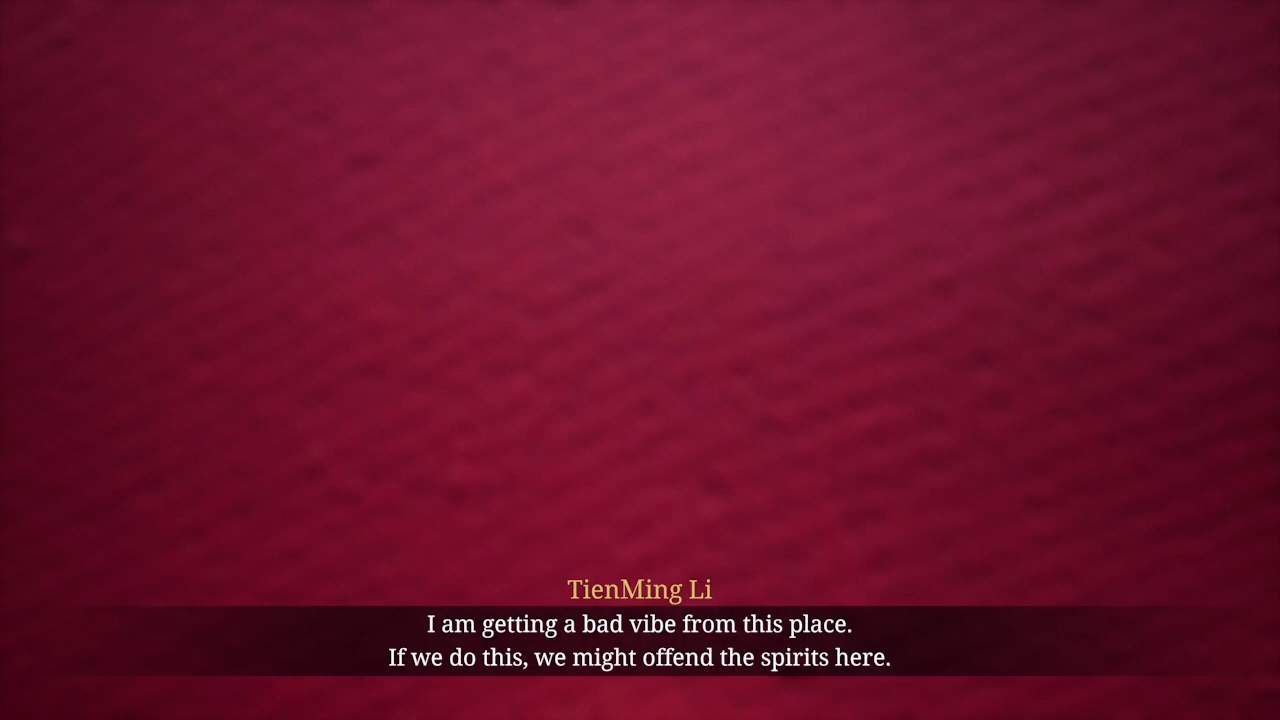 TienMing Li
I am getting a bad vibe from this place.
If we do this, we might offend the spirits here.